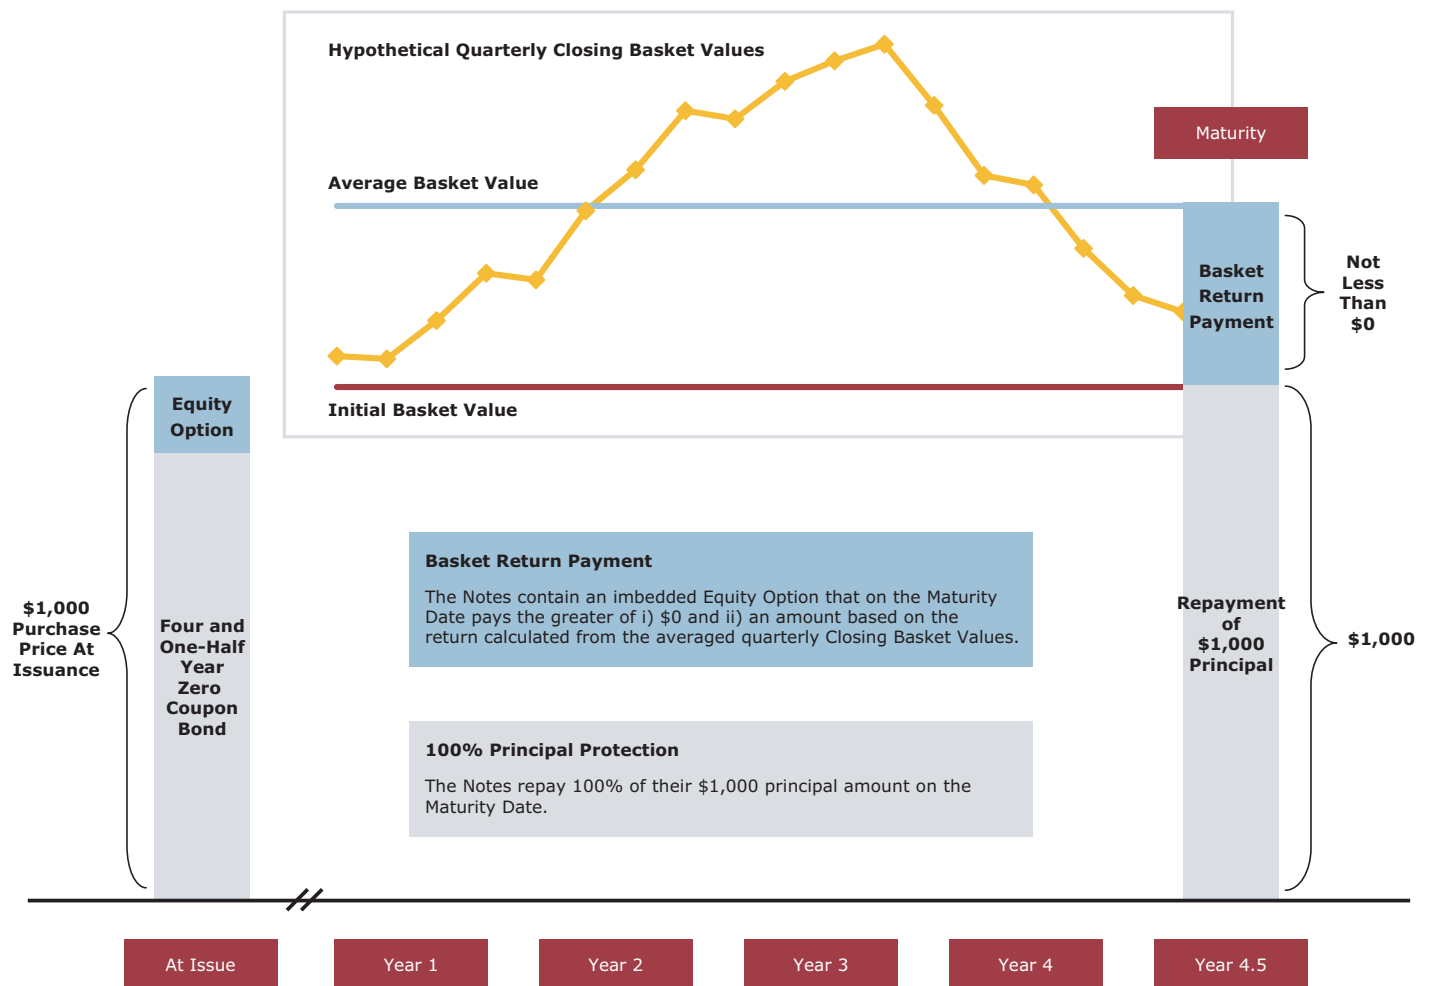 Hypothetical Quarterly Closing Basket Values
Maturity
Average Basket Value
Basket
Return
Payment
Not
Less
Than
$0
Initial Basket Value
Equity
Option
$1,000
Purchase
Price At
Issuance
Four and
One-Half
Year
Zero
Coupon
Bond
Basket Return Payment
The Notes contain an imbedded Equity Option that on the Maturity
Date pays the greater of i) $0 and ii) an amount based on the
return calculated from the averaged quarterly Closing Basket Values.
100% Principal Protection
The Notes repay 100% of their $1,000 principal amount on the
Maturity Date.
Repayment
of
$1,000
Principal
$1,000
At Issue
Year 1
Year 2
Year 3
Year 4
Year 4.5